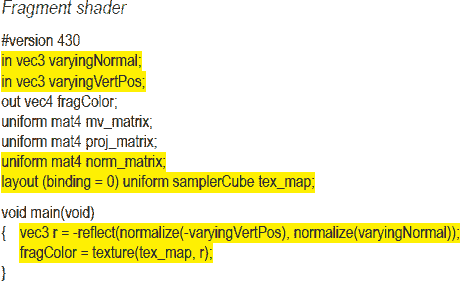 Fragment shader
#version 430
in vec3 varyingNormal;
in vec3 varyingVertPos;
out vec4 fragColor;
uniform mat4 mv_matrix;
uniform mat4 proj_matrix;
uniform mat4 norm_matrix;
layout (binding = 0) uniform samplerCube tex_map;
void main(void)
{ vec3 r = -reflect(normalize(-varyingVertPos), normalize(varyingNormal));
fragColor = texture(tex_map, r);
}